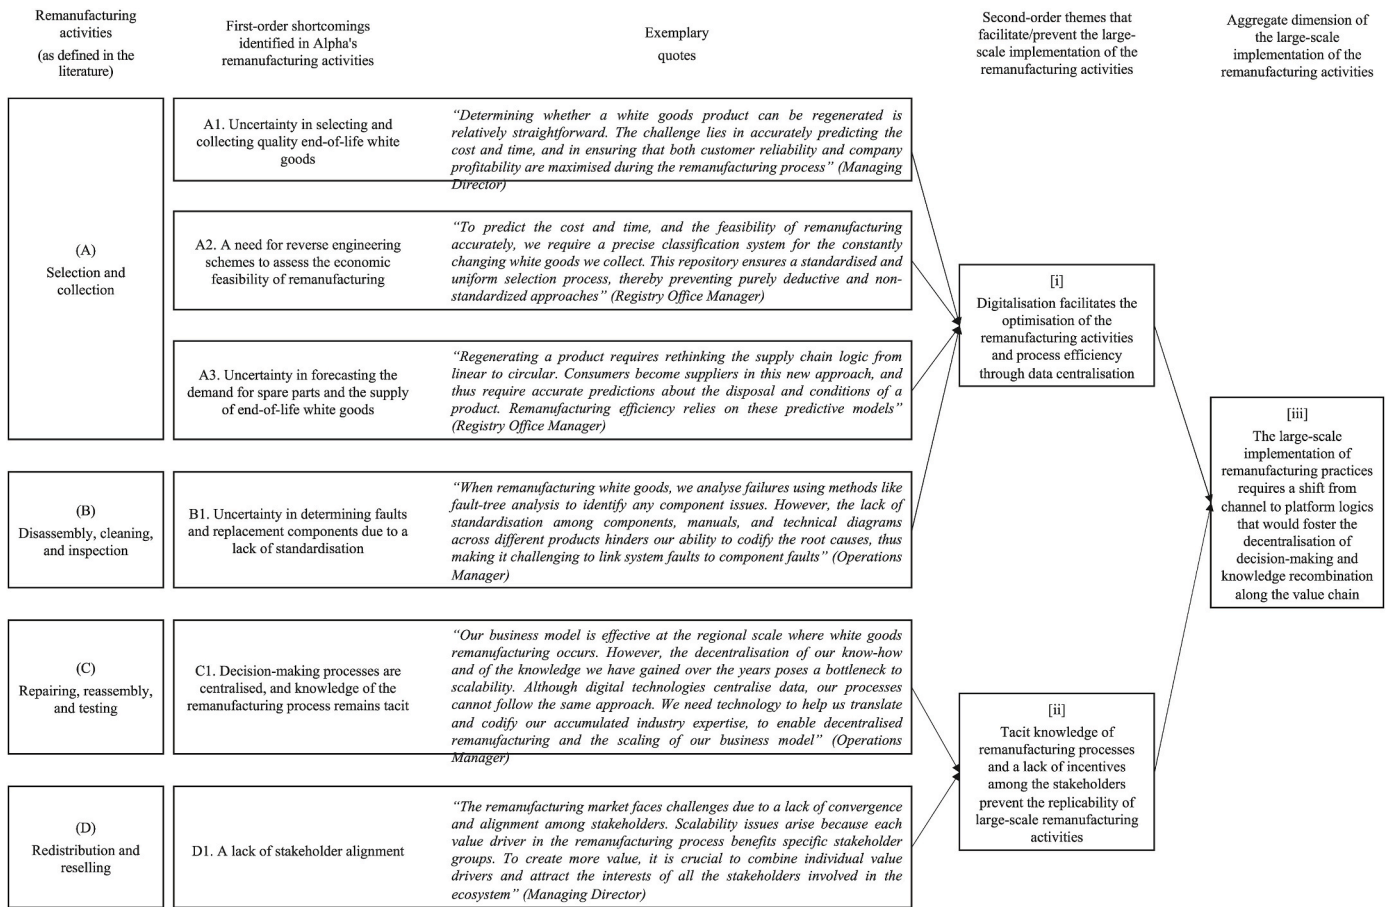 Remanufacturing
activities
(as defined in the
literature)
First-order shortcomings
identified in Alpha's
remanufacturing activities
Exemplary
quotes
Second-order themes that
facilitate/prevent the large-
scale implementation of the
remanufacturing activities
Aggregate dimension of
the large-scale
implementation of the
remanufacturing activities
(A)
Selection and
collection
A1. Uncertainty in selecting and
collecting quality end-of-life white
goods
“Determining whether a white goods product can be regenerated is
relatively straightforward. The challenge lies in accurately predicting the
cost and time, and in ensuring that both customer reliability and company
profitability are maximised during the remanufacturing process” (Managing
Director)
A2. A need for reverse engineering
schemes to assess the economic
feasibility of remanufacturing
“To predict the cost and time, and the feasibility of remanufacturing
accurately, we require a precise classification system for the constantly
changing white goods we collect. This repository ensures a standardised and
uniform selection process, thereby preventing purely deductive and non-
standardized approaches” (Registry Office Manager)
A3. Uncertainty in forecasting the
demand for spare parts and the supply
of end-of-life white goods
“Regenerating a product requires rethinking the supply chain logic from
linear to circular. Consumers become suppliers in this new approach, and
thus require accurate predictions about the disposal and conditions of a
product. Remanufacturing efficiency relies on these predictive models”
(Registry Office Manager)
(B)
Disassembly, cleaning,
and inspection
B1. Uncertainty in determining faults
and replacement components due to a
lack of standardisation
“When remanufacturing white goods, we analyse failures using methods like
fault-tree analysis to identify any component issues. However, the lack of
standardisation among components, manuals, and technical diagrams
across different products hinders our ability to codify the root causes, thus
making it challenging to link system faults to component faults” (Operations
Manager)
(C)
Repairing, reassembly,
and testing
C1. Decision-making processes are
centralised, and knowledge of the
remanufacturing process remains tacit
“Our business model is effective at the regional scale where white goods
remanufacturing occurs. However, the decentralisation of our know-how
and of the knowledge we have gained over the years poses a bottleneck to
scalability. Although digital technologies centralise data, our processes
cannot follow the same approach. We need technology to help us translate
and codify our accumulated industry expertise, to enable decentralised
remanufacturing and the scaling of our business model” (Operations
Manager)
(D)
Redistribution and
reselling
D1. A lack of stakeholder alignment
“The remanufacturing market faces challenges due to a lack of convergence
and alignment among stakeholders. Scalability issues arise because each
value driver in the remanufacturing process benefits specific stakeholder
groups. To create more value, it is crucial to combine individual value
drivers and attract the interests of all the stakeholders involved in the
ecosystem” (Managing Director)
[i]
Digitalisation facilitates the
optimisation of the
remanufacturing activities
and process efficiency
through data centralisation
[ii]
Tacit knowledge of
remanufacturing processes
and a lack of incentives
among the stakeholders
prevent the replicability of
large-scale remanufacturing
activities
[iii]
The large-scale
implementation of
remanufacturing practices
requires a shift from
channel to platform logics
that would foster the
decentralisation of
decision-making and
knowledge recombination
along the value chain